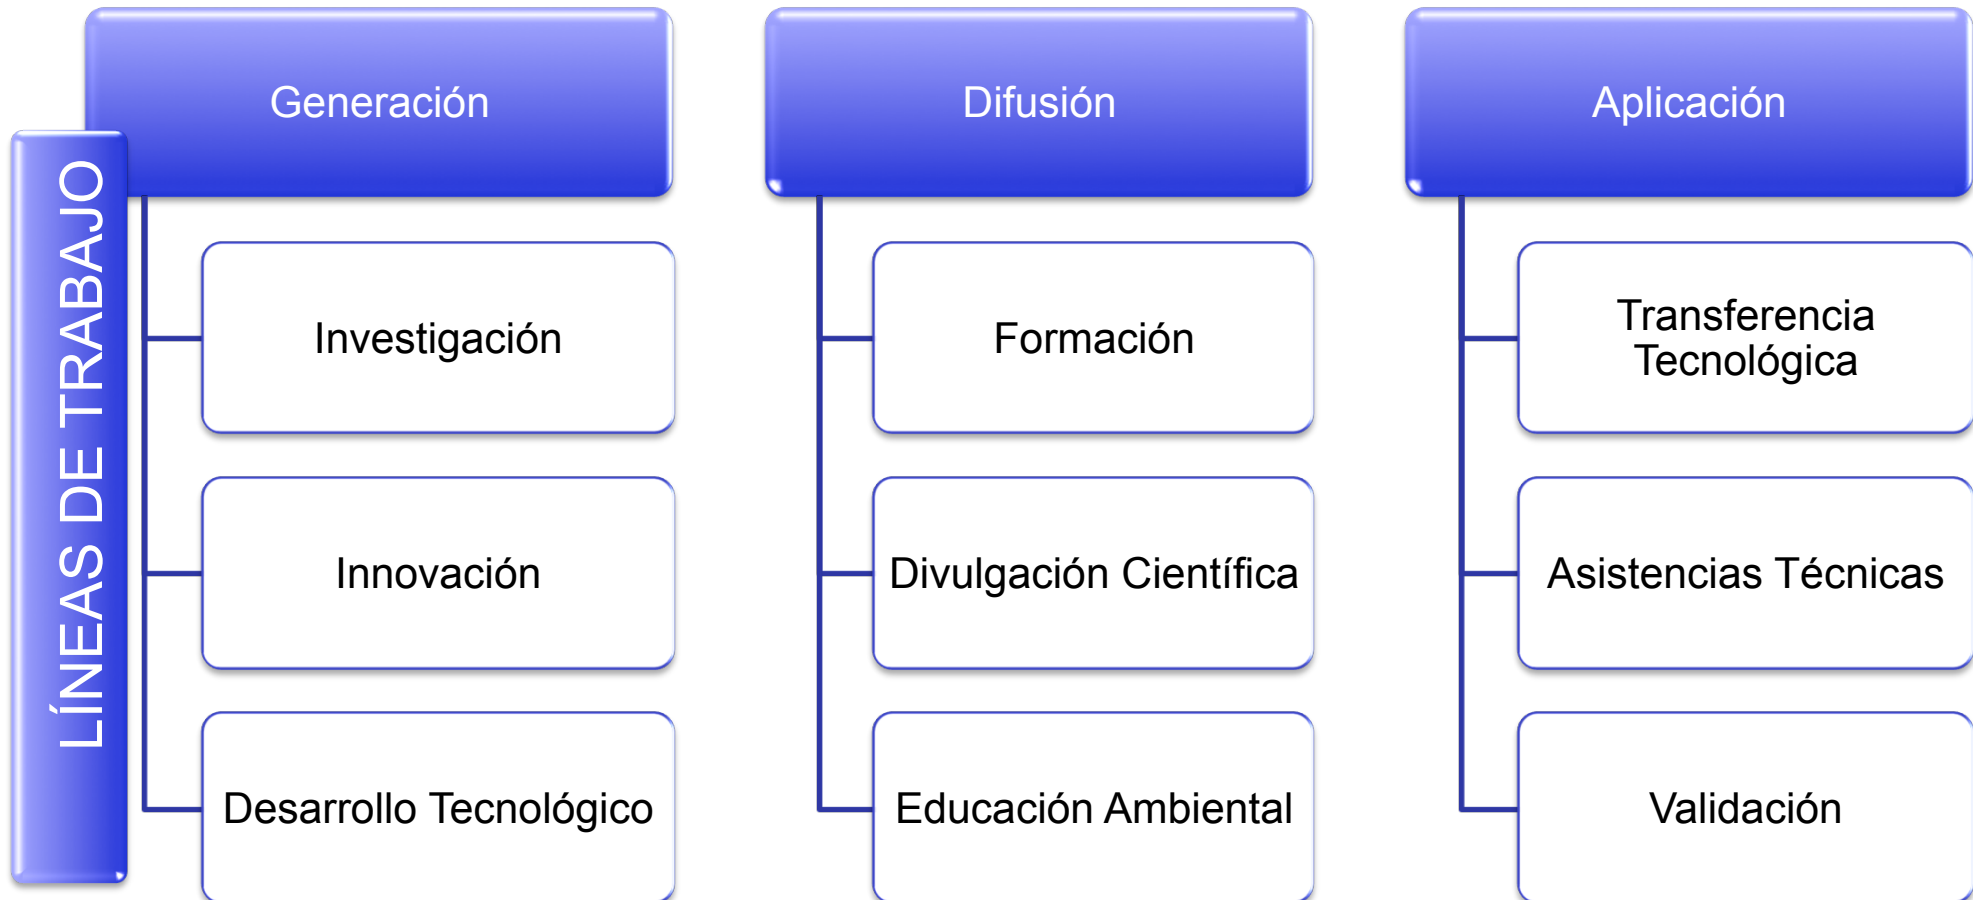 LÍNEAS DE TRABAJO
Generación
Investigación
Innovación
Desarrollo Tecnológico
Difusión
Formación
Divulgación Científica
Educación Ambiental
Aplicación
Transferencia
Tecnológica
Asistencias Técnicas
Validación